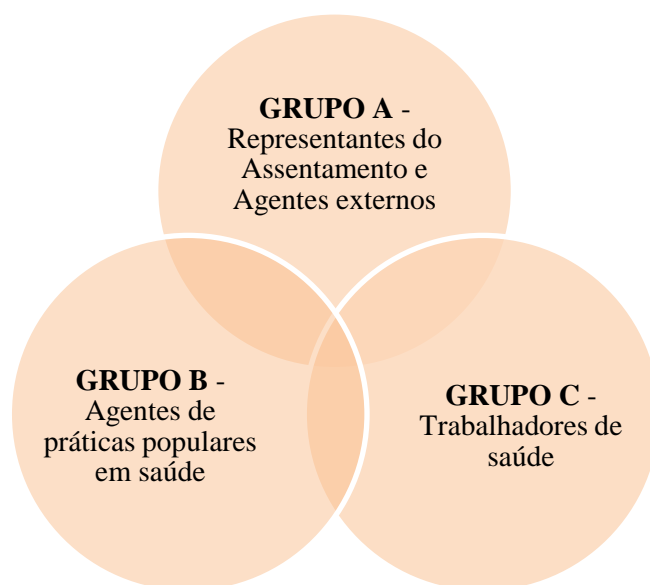 GRUPO A -
Representantes do
Assentamento e
Agentes externos
GRUPO B -
Agentes de
práticas populares
em saúde
GRUPO C -
Trabalhadores de
saúde